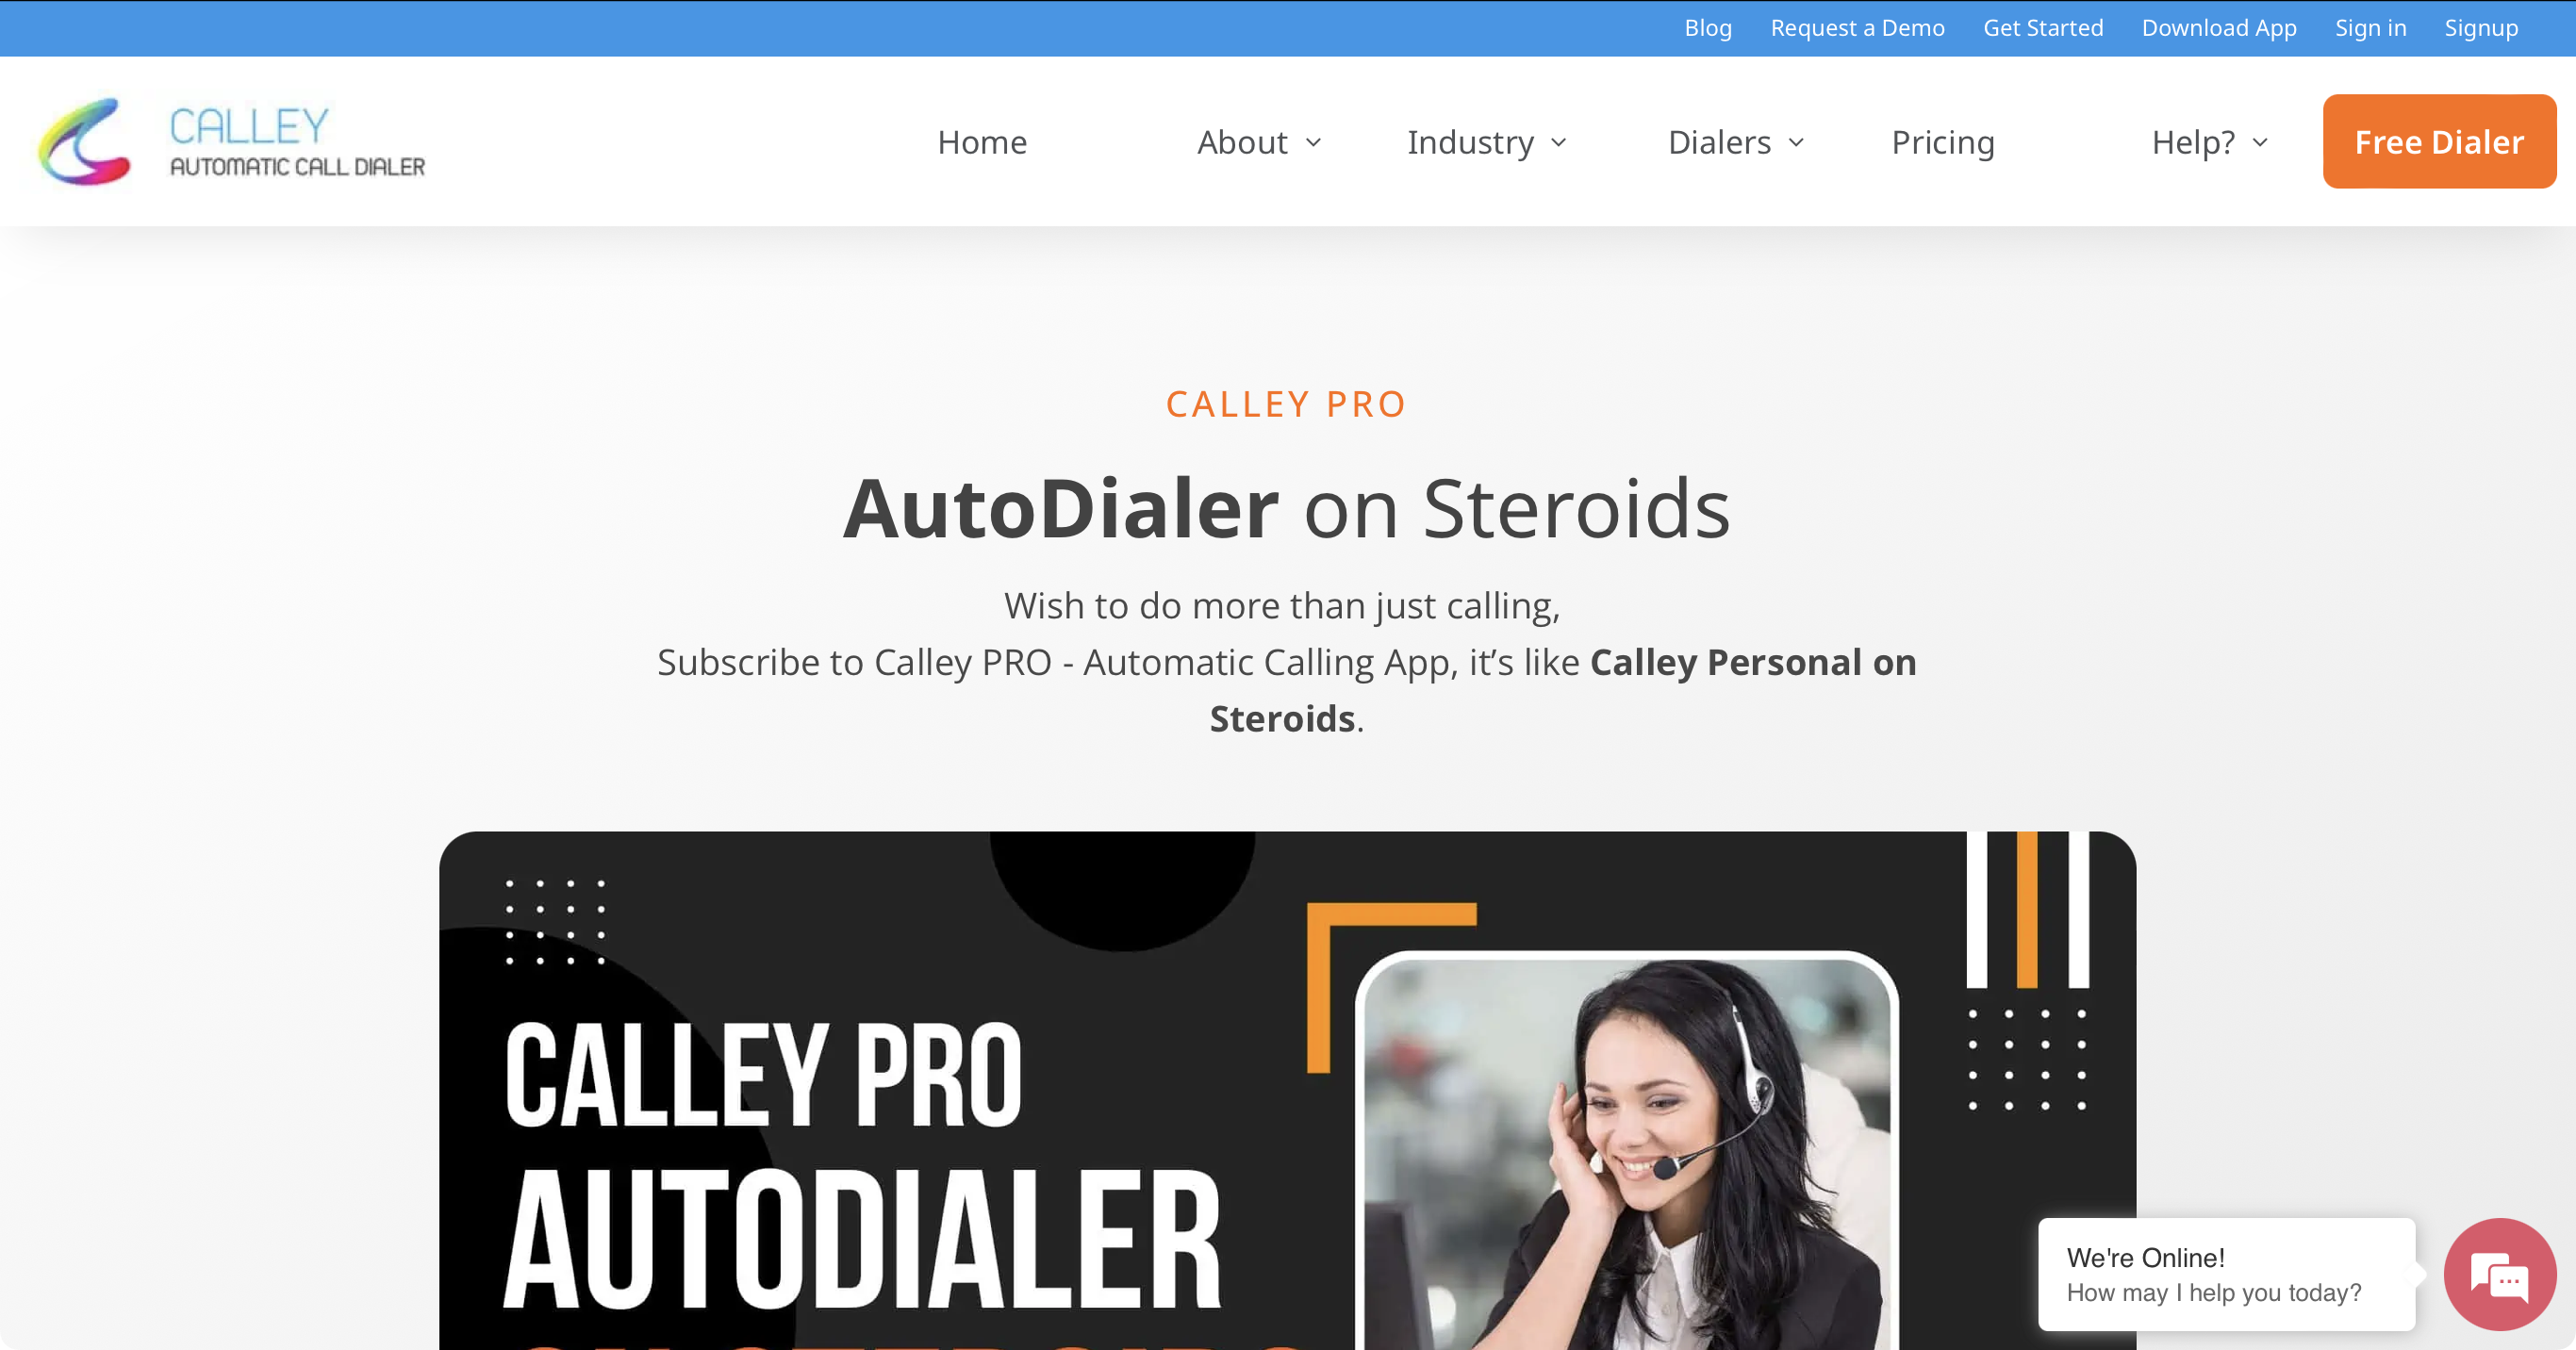 Blog Request a Demo Get Started Download App Sign in Signup
CALLEY
AUTOMATIC CALL DIALER
Home About Industry Dialers Pricing Help? Free Dialer
CALLEY PRO
AutoDialer on Steroids
Wish to do more than just calling,
Subscribe to Calley PRO - Automatic Calling App, it’s like Calley Personal on
Steroids.
CALLEY PRO
AUTODIALER
We're Online!
How may I help you today?